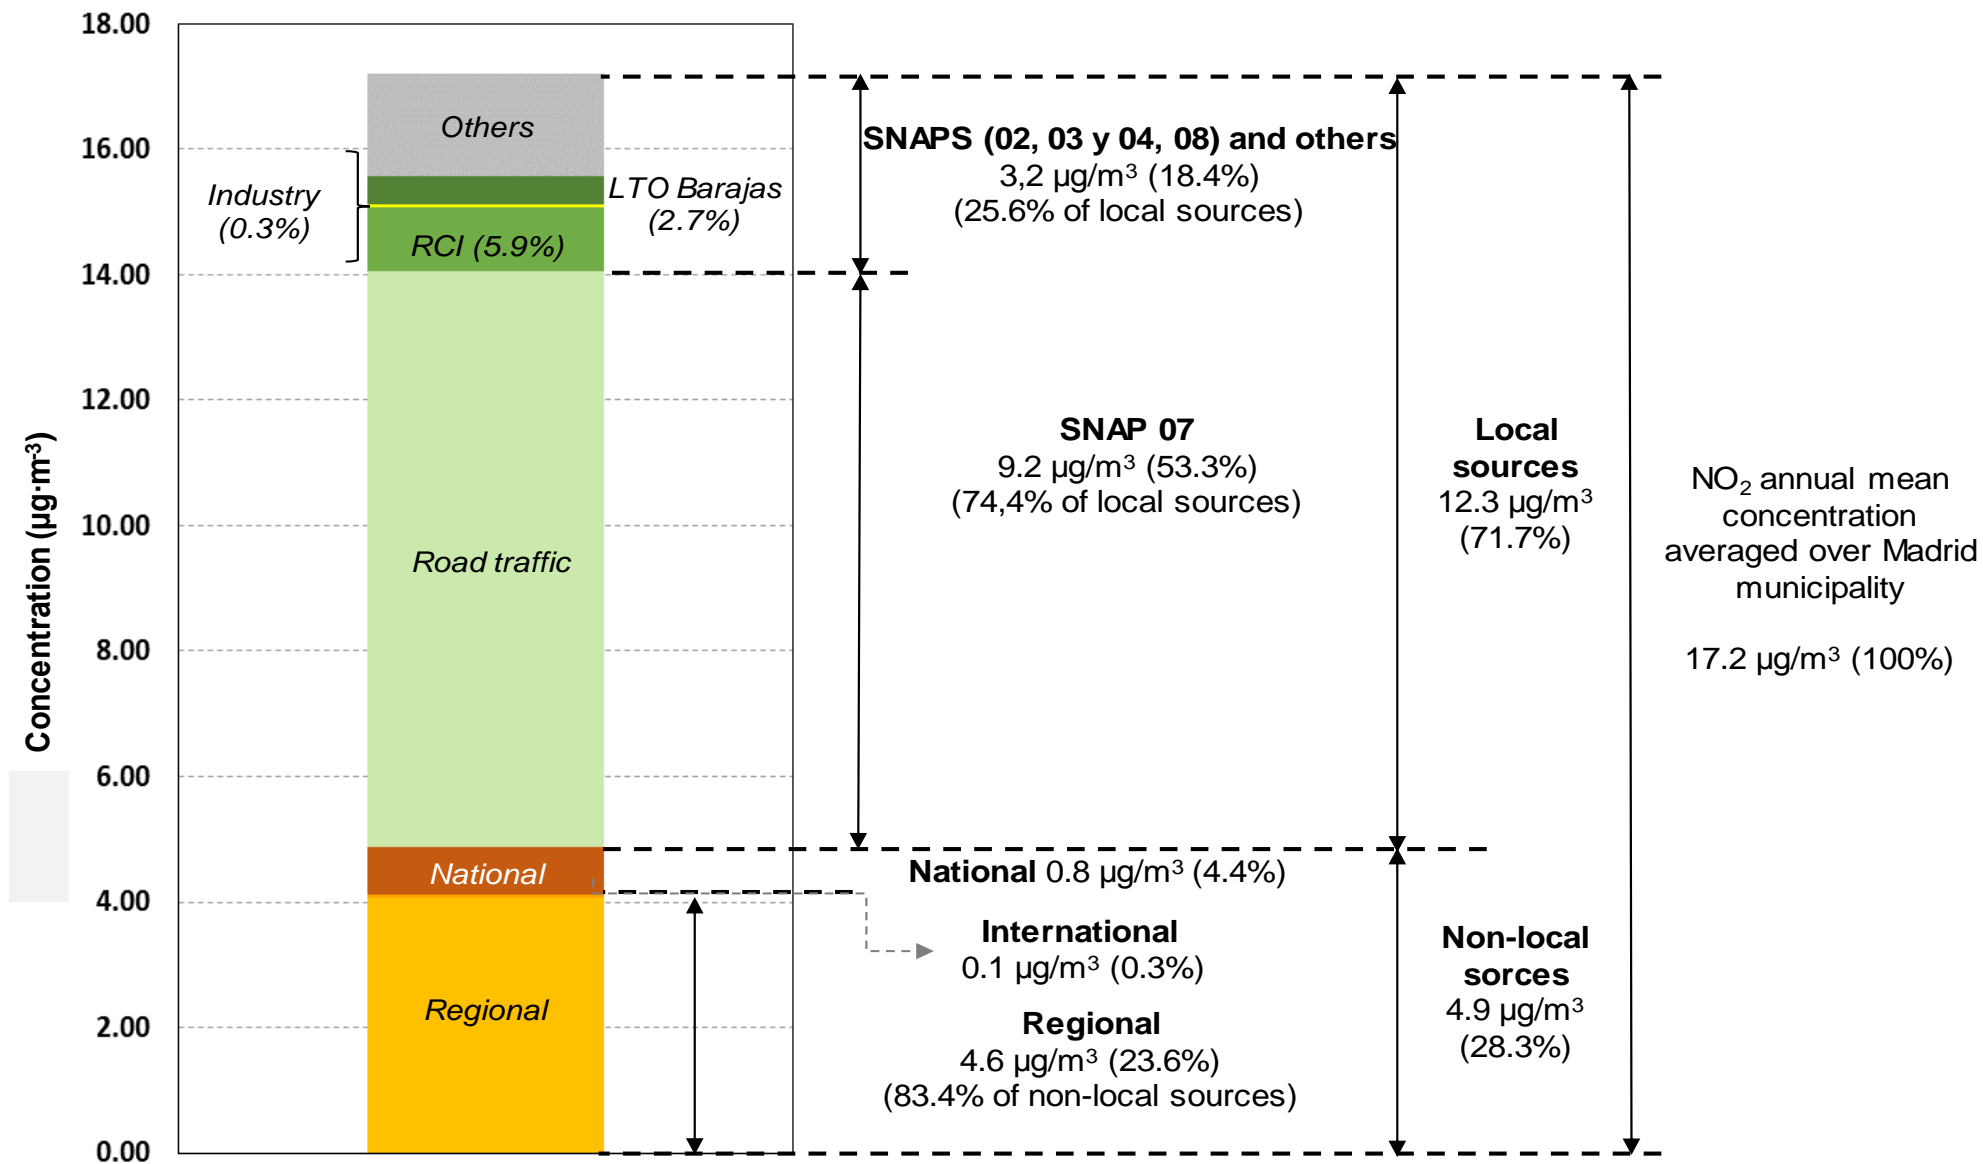 18.00
16.00
14.00
12.00
10.00
8.00
6.00
4.00
2.00
0.00
Concentration (µg·m⁻³)
Others
Industry
(0.3%)
LTO Barajas
(2.7%)
RCI (5.9%)
Road traffic
National
Regional
SNAPS (02, 03 y 04, 08) and others
3,2 µg/m³ (18.4%)
(25.6% of local sources)
SNAP 07
9.2 µg/m³ (53.3%)
(74,4% of local sources)
National 0.8 µg/m³ (4.4%)
International
0.1 µg/m³ (0.3%)
Regional
4.6 µg/m³ (23.6%)
(83.4% of non-local sources)
Local
sources
12.3 µg/m³
(71.7%)
Non-local
sorces
4.9 µg/m³
(28.3%)
NO₂ annual mean
concentration
averaged over Madrid
municipality
17.2 µg/m³ (100%)